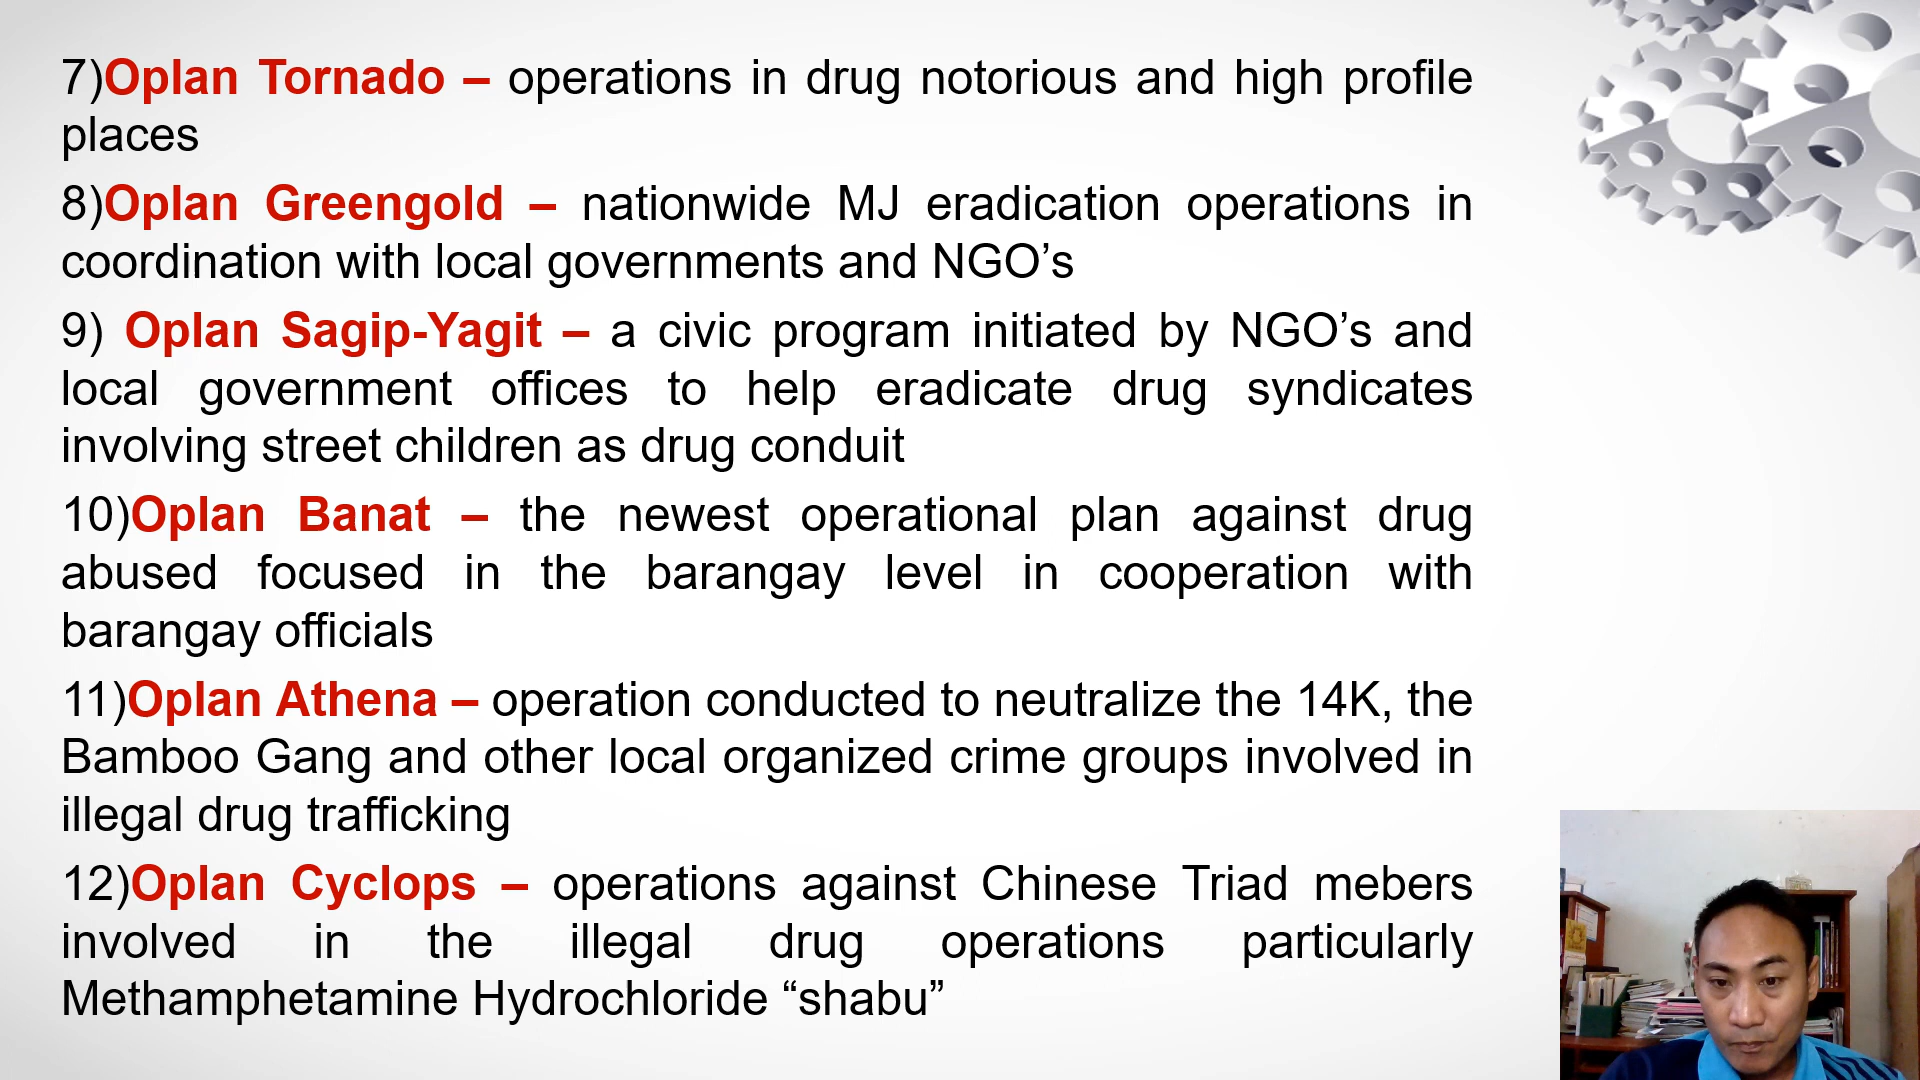 7)Oplan Tornado – operations in drug notorious and high profile
places
8)Oplan Greengold – nationwide MJ eradication operations in
coordination with local governments and NGO’s
9) Oplan Sagip-Yagit – a civic program initiated by NGO’s and
local government offices to help eradicate drug syndicates
involving street children as drug conduit
10)Oplan Banat – the newest operational plan against drug
abused focused in the barangay level in cooperation with
barangay officials
11)Oplan Athena – operation conducted to neutralize the 14K, the
Bamboo Gang and other local organized crime groups involved in
illegal drug trafficking
12)Oplan Cyclops – operations against Chinese Triad mebers
involved in the illegal drug operations particularly
Methamphetamine Hydrochloride “shabu”